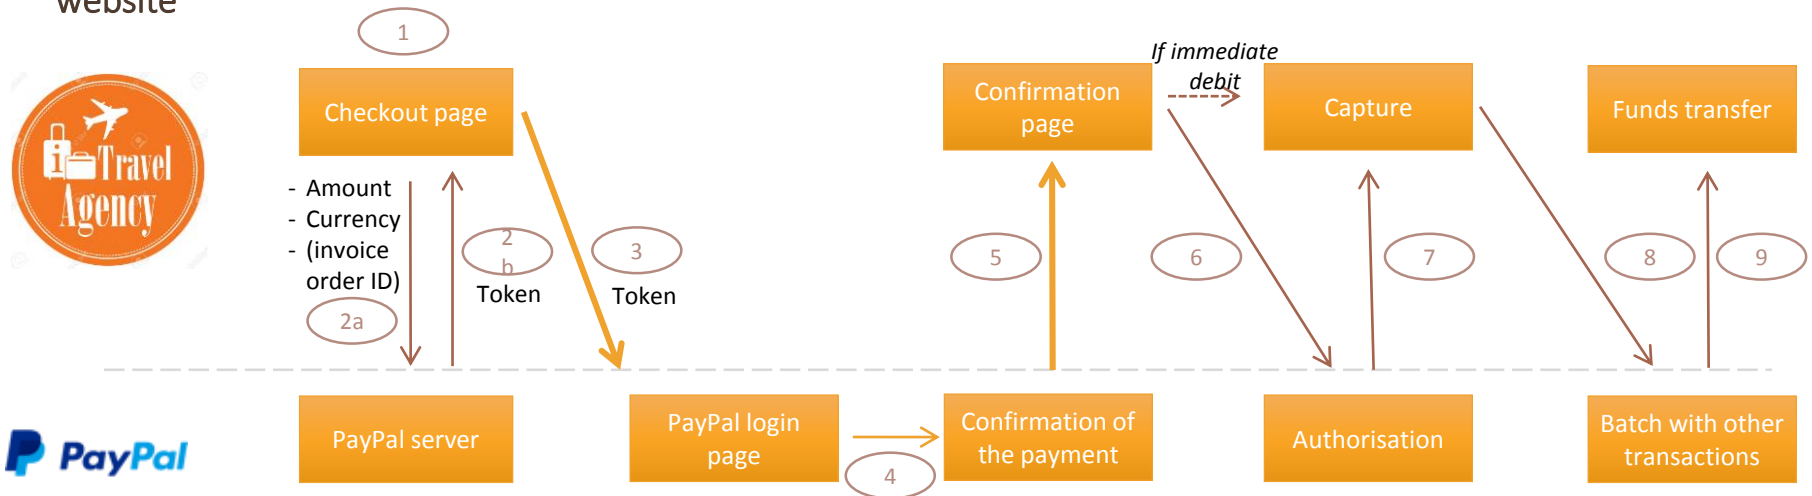 website
1
If immediate
debit
Checkout page
Confirmation
page
Capture
Funds transfer
i Travel
Agency
- Amount
- Currency
- (invoice
order ID)
2
b
Token
3
Token
2a
5
6
7
8
9
PayPal
PayPal server
PayPal login
page
4
Confirmation of
the payment
Authorisation
Batch with other
transactions